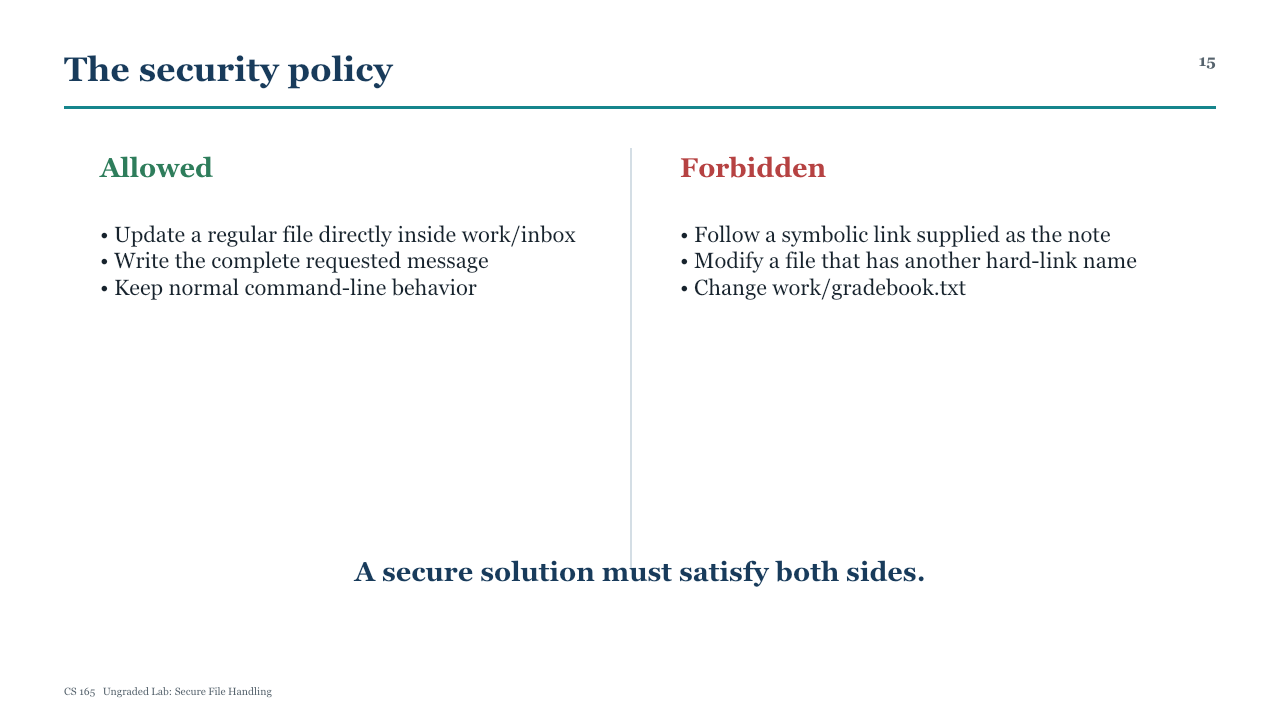 The security policy
15
Allowed
• Update a regular file directly inside work/inbox
• Write the complete requested message
• Keep normal command-line behavior
Forbidden
• Follow a symbolic link supplied as the note
• Modify a file that has another hard-link name
• Change work/gradebook.txt
A secure solution must satisfy both sides.
CS 165 Ungraded Lab: Secure File Handling